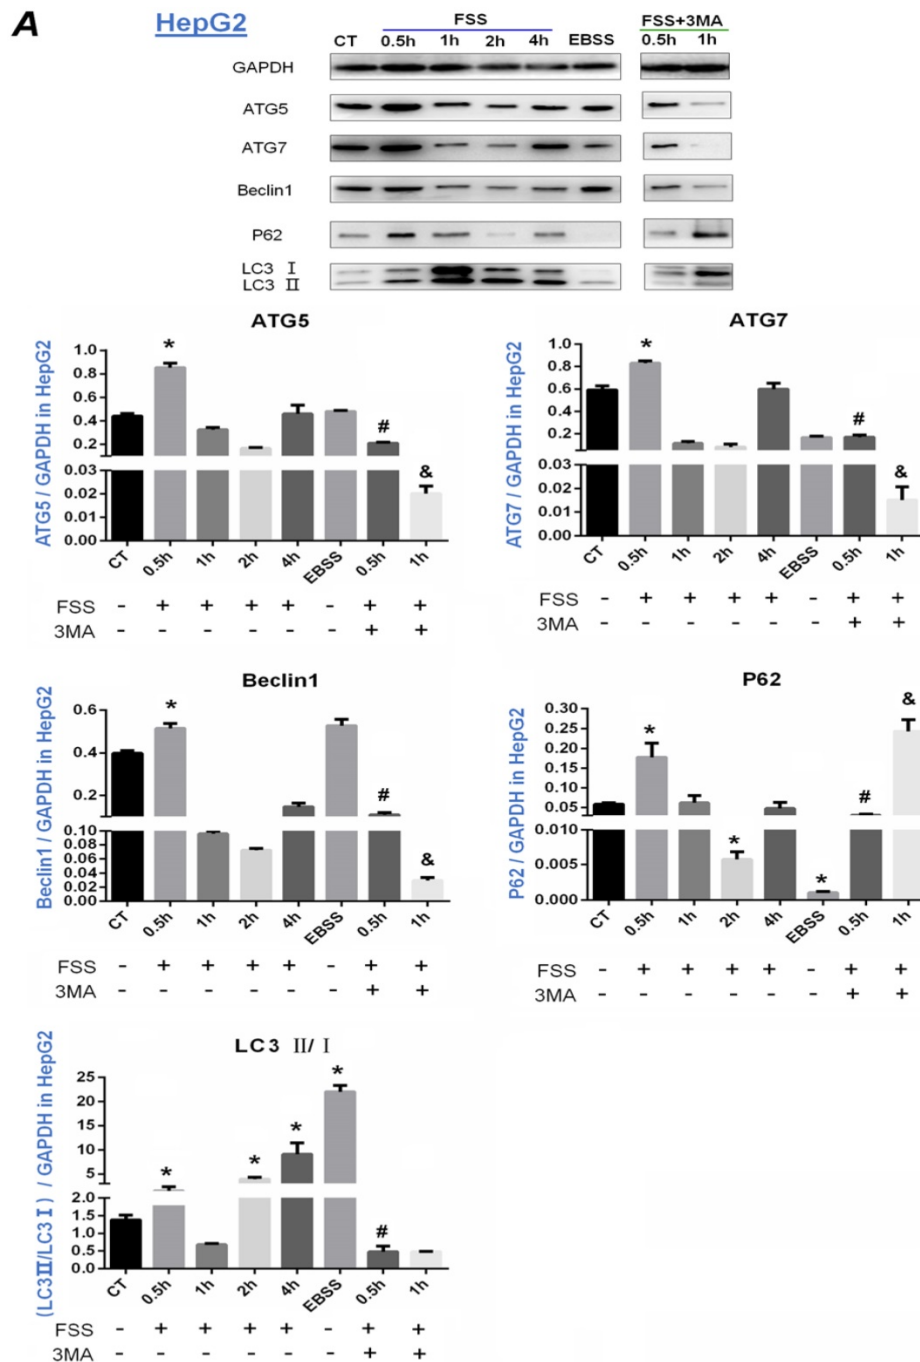 A
HepG2
FSS
FSS+3MA
CT 0.5h 1h 2h 4h EBSS 0.5h 1h
GAPDH
ATG5
ATG7
Beclin1
P62
LC3 Ⅰ
LC3 Ⅱ
ATG5
ATG5 / GAPDH in HepG2
1.0
0.8
0.6
0.4
0.2
0.03
0.02
0.01
0.00
*
#
&
CT 0.5h 1h 2h 4h EBSS 0.5h 1h
FSS - + + + + - + +
3MA - - - - - - + +
ATG7
ATG7 / GAPDH in HepG2
1.0
0.8
0.6
0.4
0.2
0.03
0.02
0.01
0.00
*
#
&
CT 0.5h 1h 2h 4h EBSS 0.5h 1h
FSS - + + + + - + +
3MA - - - - - - + +
Beclin1
Beclin1 / GAPDH in HepG2
0.6
0.4
0.2
0.10
0.08
0.06
0.04
0.02
0.00
*
#
&
CT 0.5h 1h 2h 4h EBSS 0.5h 1h
FSS - + + + + - + +
3MA - - - - - - + +
P62
P62 / GAPDH in HepG2
0.30
0.25
0.20
0.15
0.10
0.05
0.010
0.005
0.000
*
*
*
#
&
CT 0.5h 1h 2h 4h EBSS 0.5h 1h
FSS - + + + + - + +
3MA - - - - - - + +
LC3 Ⅱ/ Ⅰ
(LC3Ⅱ/LC3Ⅰ) / GAPDH in HepG2
25
20
15
10
5
2.0
1.5
1.0
0.5
0.0
*
*
*
*
#
CT 0.5h 1h 2h 4h EBSS 0.5h 1h
FSS - + + + + - + +
3MA - - - - - - + +